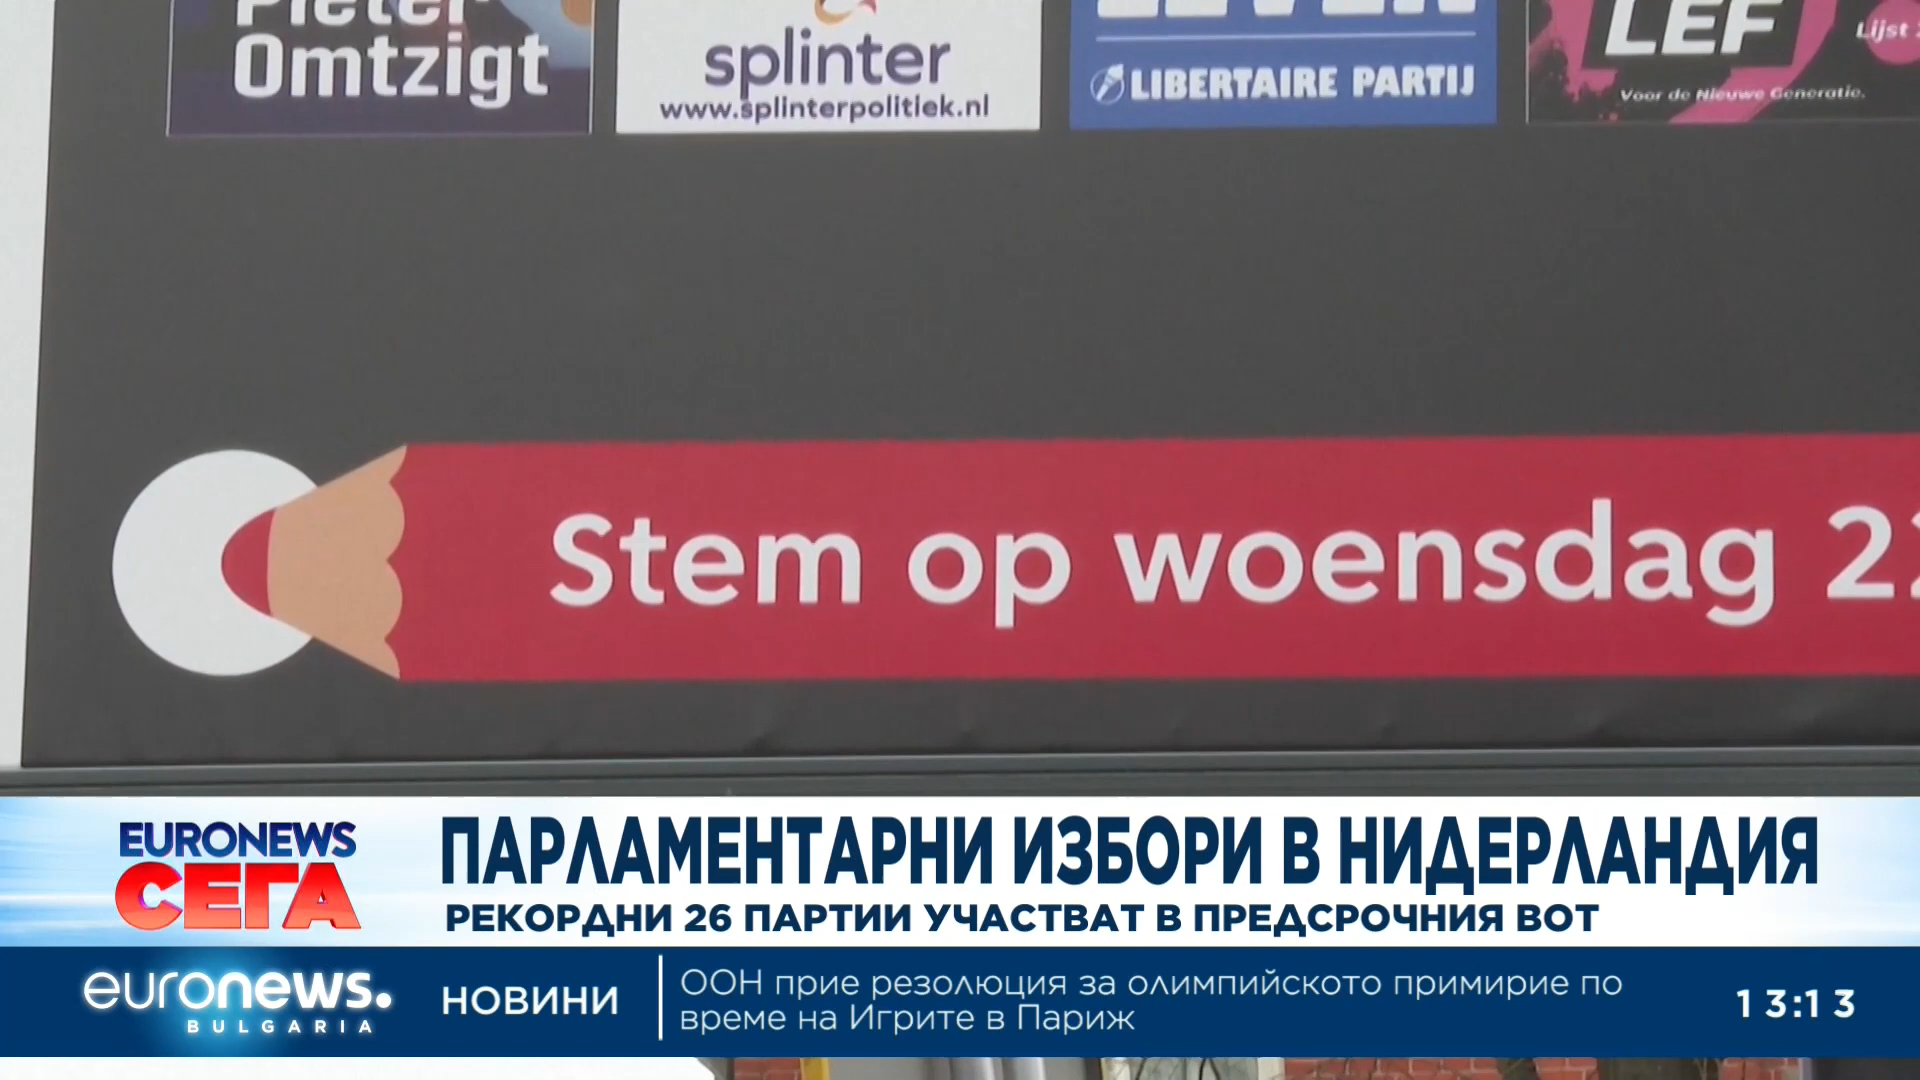 Pieter
Omtzigt
splinter
www.splinterpolitiek.nl
LIBERTAIRE PARTIJ
LEF
Lijst
Voor de Nieuwe Generatie.
Stem op woensdag 22
EURONEWS
СЕГА
ПАРЛАМЕНТАРНИ ИЗБОРИ В НИДЕРЛАНДИЯ
РЕКОРДНИ 26 ПАРТИИ УЧАСТВАТ В ПРЕДСРОЧНИЯ ВОТ
euronews.
BULGARIA
НОВИНИ
ООН прие резолюция за олимпийското примирие по
време на Игрите в Париж
13:13